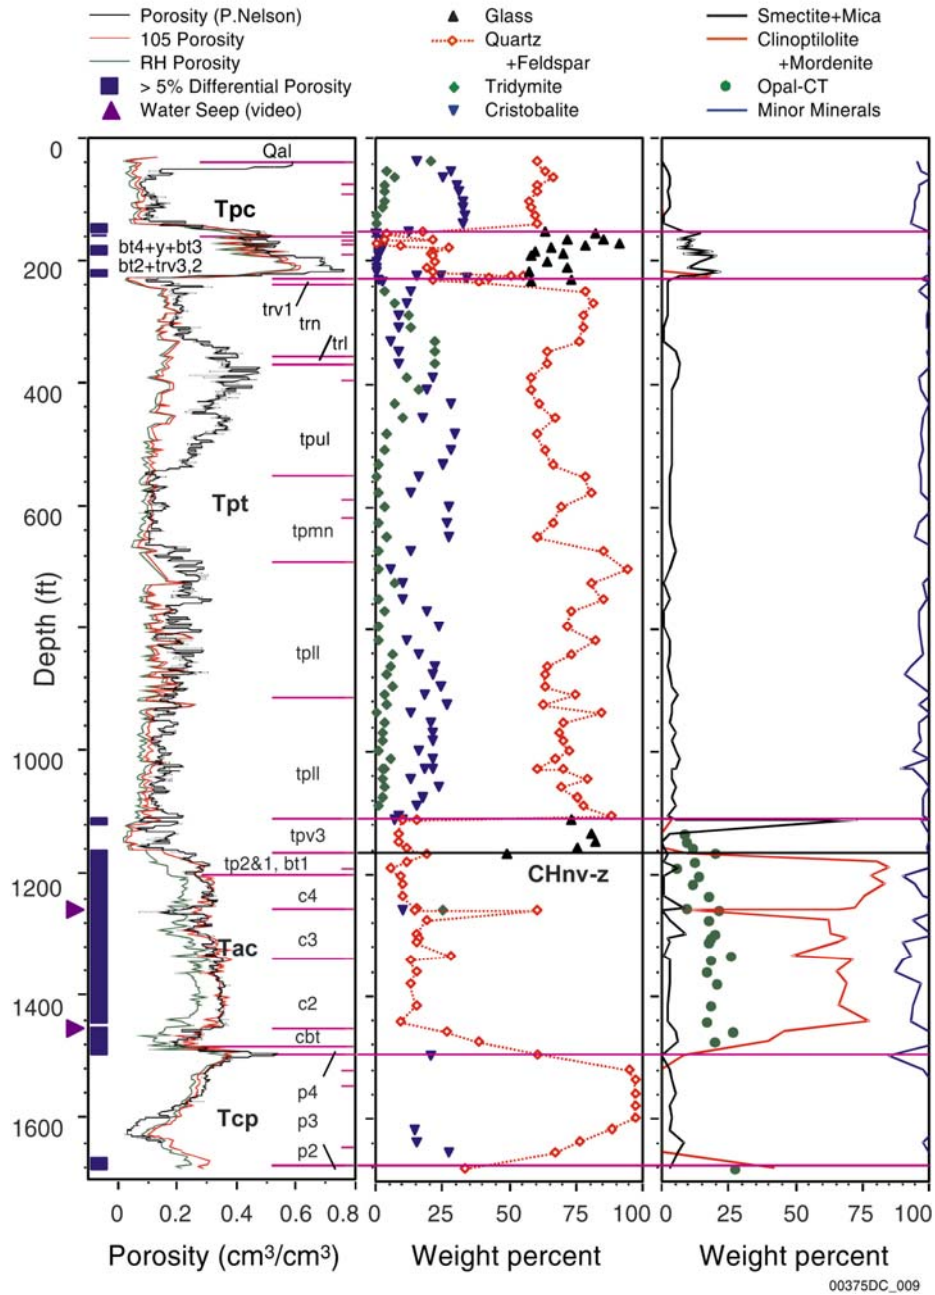 Porosity (P.Nelson)
105 Porosity
RH Porosity
> 5% Differential Porosity
Water Seep (video)
Glass
Quartz
+Feldspar
Tridymite
Cristobalite
Smectite+Mica
Clinoptilolite
+Mordenite
Opal-CT
Minor Minerals
0
200
400
600
800
1000
1200
1400
1600
Depth (ft)
Qal
Tpc
bt4+y+bt3
bt2+trv3,2
trv1
trn
trl
tpul
Tpt
tpmn
tpll
tpll
tpv3
tp2&1, bt1
c4
Tac
c3
c2
cbt
p4
Tcp
p3
p2
CHnv-z
0 0.2 0.4 0.6 0.8
Porosity (cm³/cm³)
0 25 50 75 100
Weight percent
0 25 50 75 100
Weight percent
00375DC_009